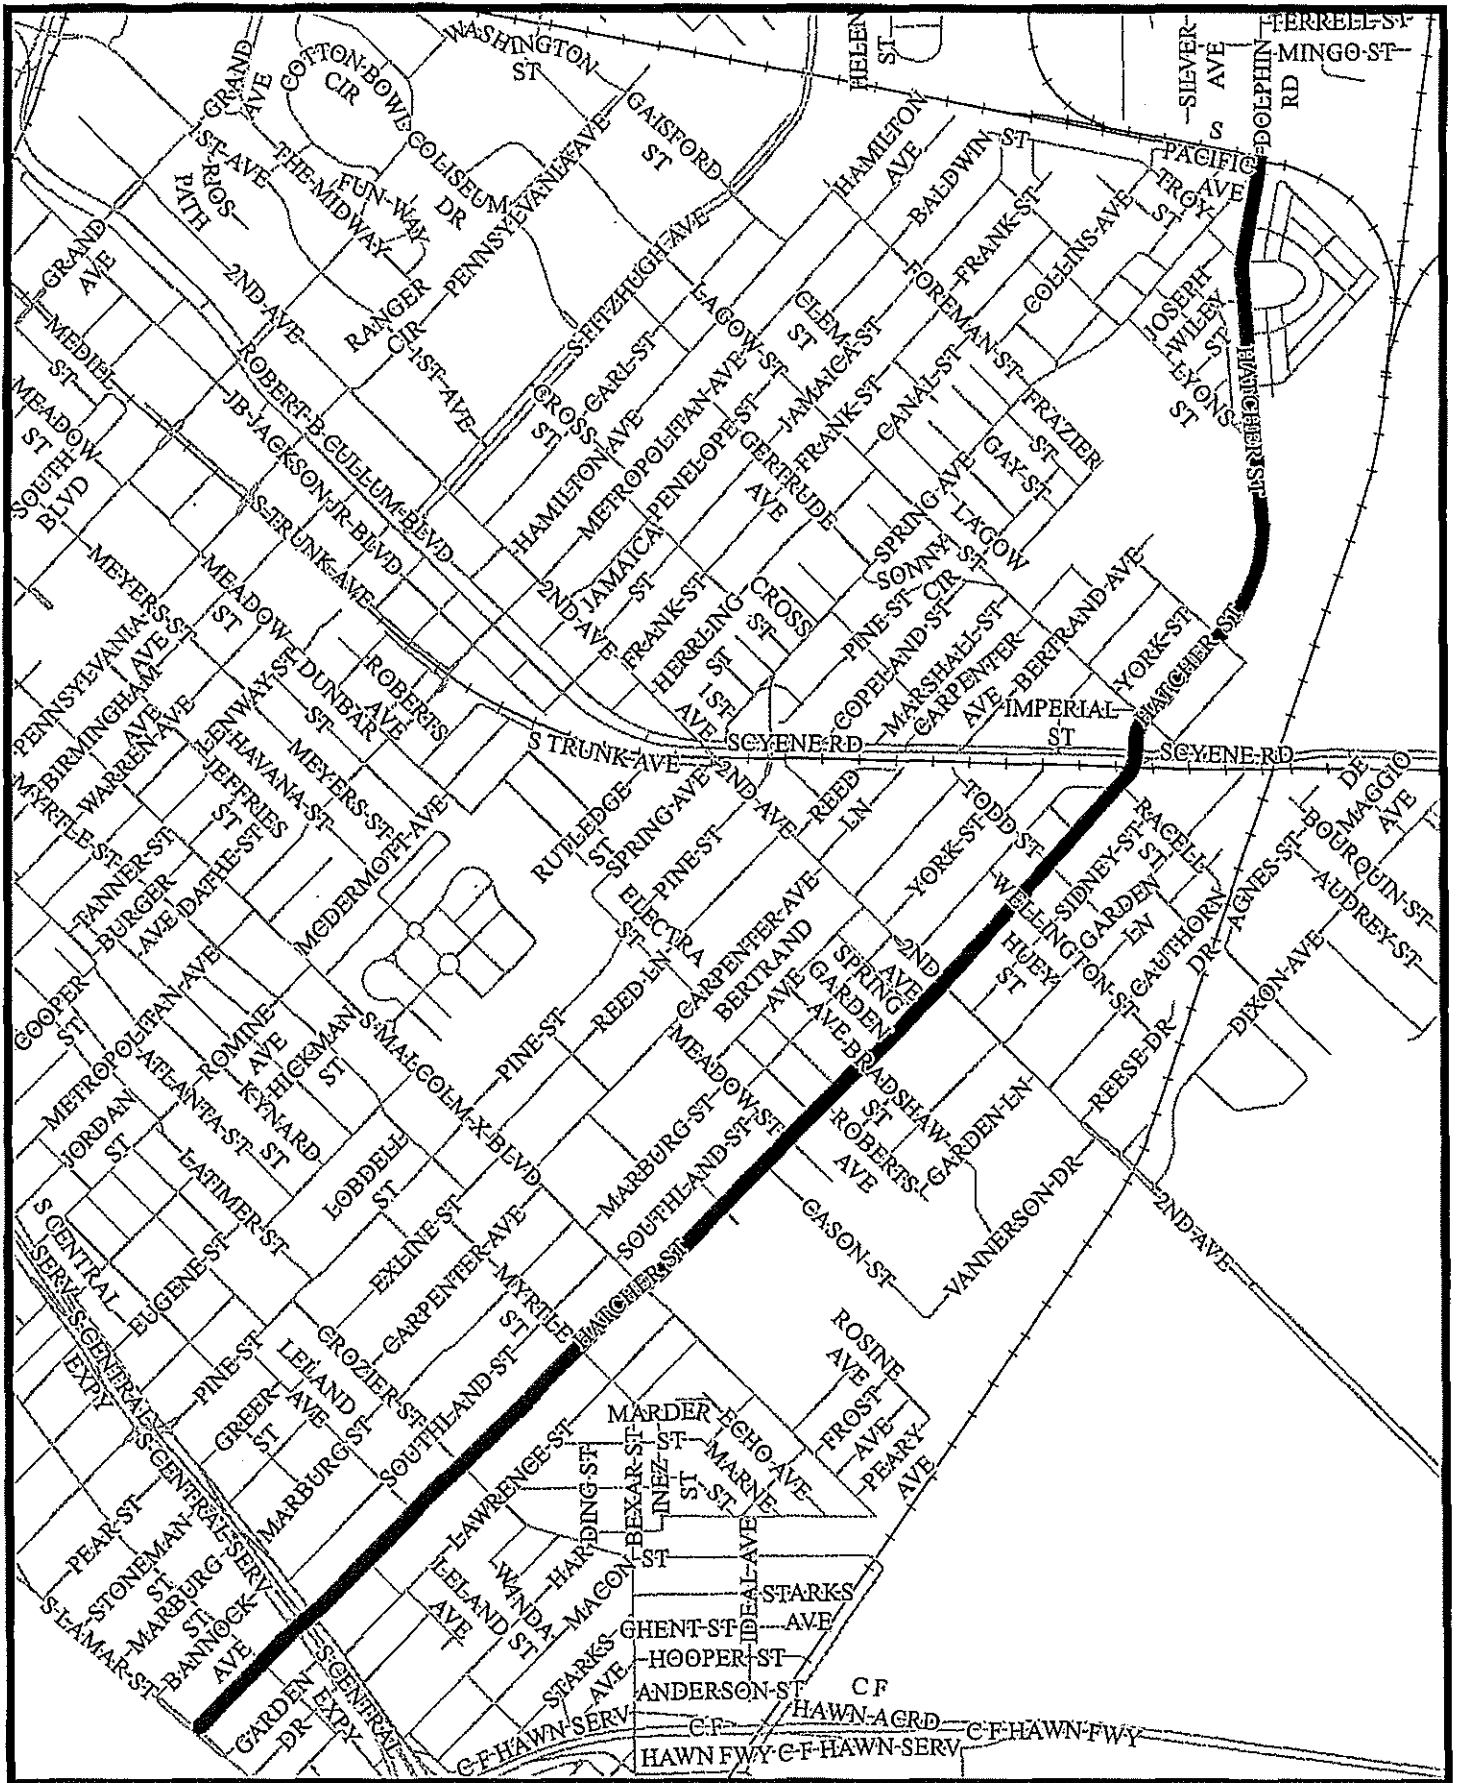 WASHINGTON
ST
HELEN
ST
SILVER
AVE
S
DOLPHIN
RD
TERRELL ST
MINGO ST
GRAND
AVE
COTTON BOWL
CIR
COLISEUM
DR
GAISFORD
ST
HAMILTON
AVE
BALDWIN ST
PACIFIC
AVE
1ST AVE
THE MIDWAY
FUN WAY
RIOS
PATH
PENNSYLVANIA AVE
TROY
ST
FRANK ST
COLLINS AVE
GRAND
AVE
2ND AVE
RANGER
CIR
S FITZHUGH AVE
LAGOW ST
CLEM
ST
FOREMAN ST
JOSEPH
WILEY
ST
LYONS
ST
HATCHER ST
MEDILL
ST
ROBERT B CULLUM BLVD
1ST AVE
CARL ST
CROSS
ST
METROPOLITAN AVE
JAMAICA ST
CANAL ST
FRAZIER
ST
MEADOW
ST
SOUTH
BLVD
JB JACKSON JR BLVD
HAMILTON AVE
PENELOPE ST
GERTRUDE
AVE
FRANK ST
GAY ST
S TRUNK AVE
SPRING AVE
LAGOW
ST
SONNY
CIR
MEYERS ST
MEADOW
ST
2ND AVE
JAMAICA
ST
FRANK ST
CROSS
ST
PINE ST
BERTRAND AVE
PENNSYLVANIA
AVE
BIRMINGHAM
AVE
WARREN AVE
MEADOW
ST
DUNBAR
ST
ROBERTS
AVE
HERRLING
ST
1ST
AVE
COPELAND ST
MARSHALL ST
CARPENTER
AVE
YORK ST
HATCHER ST
IMPERIAL
ST
LENWAY ST
HAVANA ST
MEYERS ST
S TRUNK AVE
SCYENE RD
SCYENE RD
MYRTLE ST
JEFFRIES
ST
MCDERMOTT AVE
RUTLEDGE
ST
SPRING AVE
2ND AVE
REED
LN
TODD ST
RACELL
ST
DE
MAGGIO
AVE
BOURQUIN ST
TANNER ST
BURGER
AVE
DATHE ST
PINE ST
YORK ST
SIDNEY ST
AGNES ST
AUDREY ST
ELECTRA
ST
CARPENTER AVE
WELLINGTON ST
GARDEN
LN
CAUTHORN
DR
BERTRAND
AVE
SPRING
GARDEN
AVE
2ND
AVE
HUEY
ST
DIXON AVE
COOPER
ST
METROPOLITAN AVE
ROMINE
AVE
HICKMAN
ST
S MALCOLM X BLVD
PINE ST
REED LN
MEADOW ST
BRADSHAW
ST
REESE DR
JORDAN
ST
ATLANTA ST
KYNARD
ST
MARBURG ST
ROBERTS
AVE
GARDEN LN
LATIMER ST
LOBDELL
ST
SOUTHLAND ST
CASON ST
VANNERSON DR
2ND AVE
S CENTRAL
SERV
EUGENE ST
EXLINE ST
CARPENTER AVE
MYRTLE
ST
HATCHER ST
S CENTRAL
EXPY
PINE ST
LELAND
AVE
CROZIER ST
ROSINE
AVE
GREER
ST
MARBURG ST
SOUTHLAND ST
LAWRENCE ST
MARDER
ST
ECHO AVE
FROST
AVE
PEARY
AVE
S CENTRAL SERV
HARDING ST
BEXAR ST
INEZ
ST
MARNE
ST
PEAR ST
STONEMAN
ST
MARBURG
ST
BANNOCK
AVE
LELAND
AVE
WANDA
ST
MAGON
ST
IDEAL AVE
STARKS
AVE
S LAMAR ST
GHENT ST
HOOPER ST
STARKS
AVE
ANDERSON ST
GARDEN
DR
S CENTRAL
EXPY
C F HAWN SERV
C F
HAWN FWY
C F
HAWN ACRD
C F HAWN SERV
C F HAWN FWY